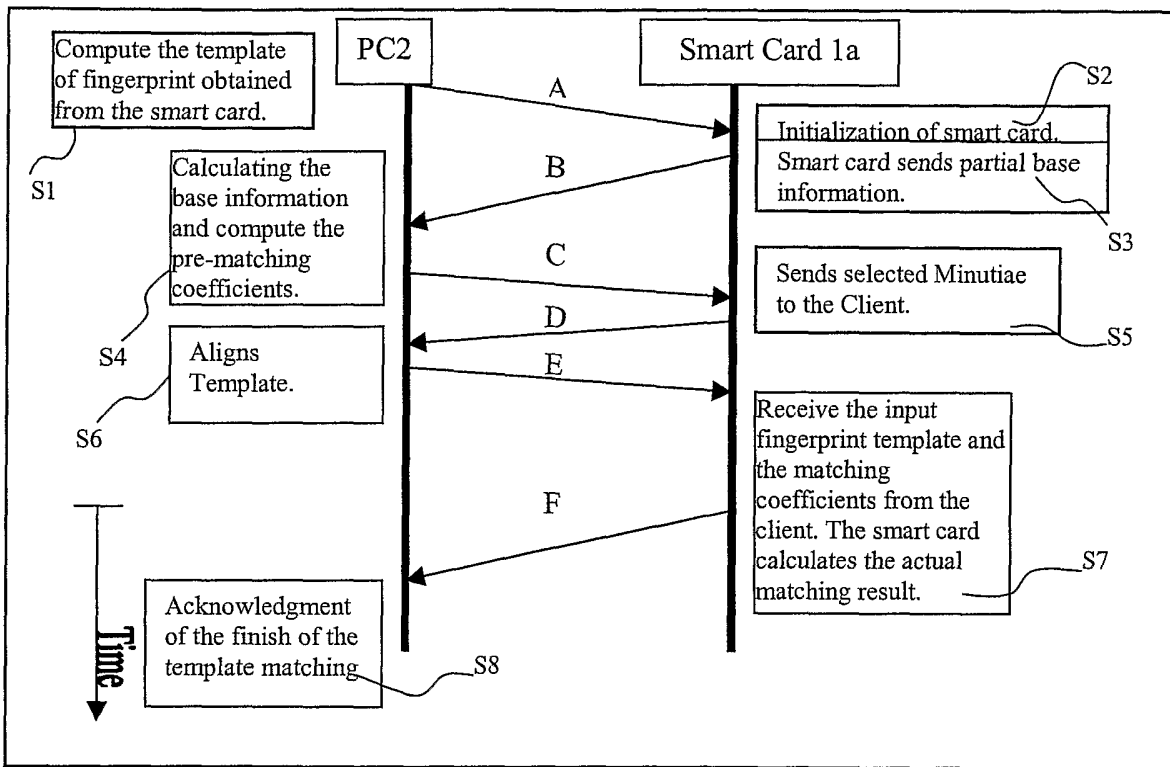 PC2
Smart Card 1a
Compute the template
of fingerprint obtained
from the smart card.
S1
A
S2
Initialization of smart card.
Smart card sends partial base
information.
S3
B
Calculating the
base information
and compute the
pre-matching
coefficients.
S4
C
Sends selected Minutiae
to the Client.
S5
D
Aligns
Template.
S6
E
Receive the input
fingerprint template and
the matching
coefficients from the
client. The smart card
calculates the actual
matching result.
S7
F
Acknowledgment
of the finish of the
template matching
S8
Time